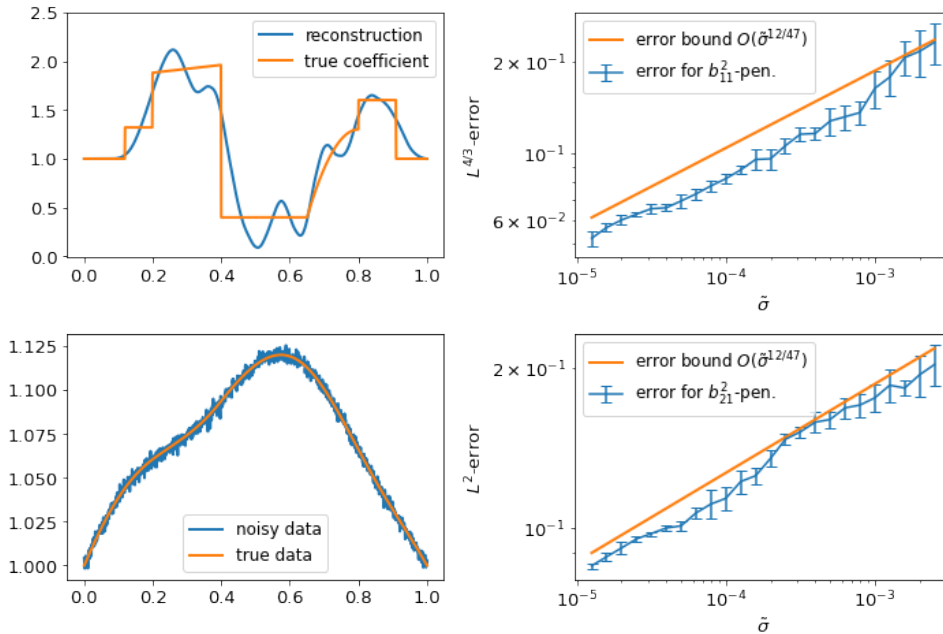 2.5
2.0
1.5
1.0
0.5
0.0
0.0 0.2 0.4 0.6 0.8 1.0
reconstruction
true coefficient
L^{4/3}-error
2 × 10^{-1}
10^{-1}
6 × 10^{-2}
10^{-5} 10^{-4} 10^{-3}
σ̃
error bound O(σ̃^{12/47})
error for b^2_{11}-pen.
1.125
1.100
1.075
1.050
1.025
1.000
0.0 0.2 0.4 0.6 0.8 1.0
noisy data
true data
L^2-error
2 × 10^{-1}
10^{-1}
10^{-5} 10^{-4} 10^{-3}
σ̃
error bound O(σ̃^{12/47})
error for b^2_{21}-pen.